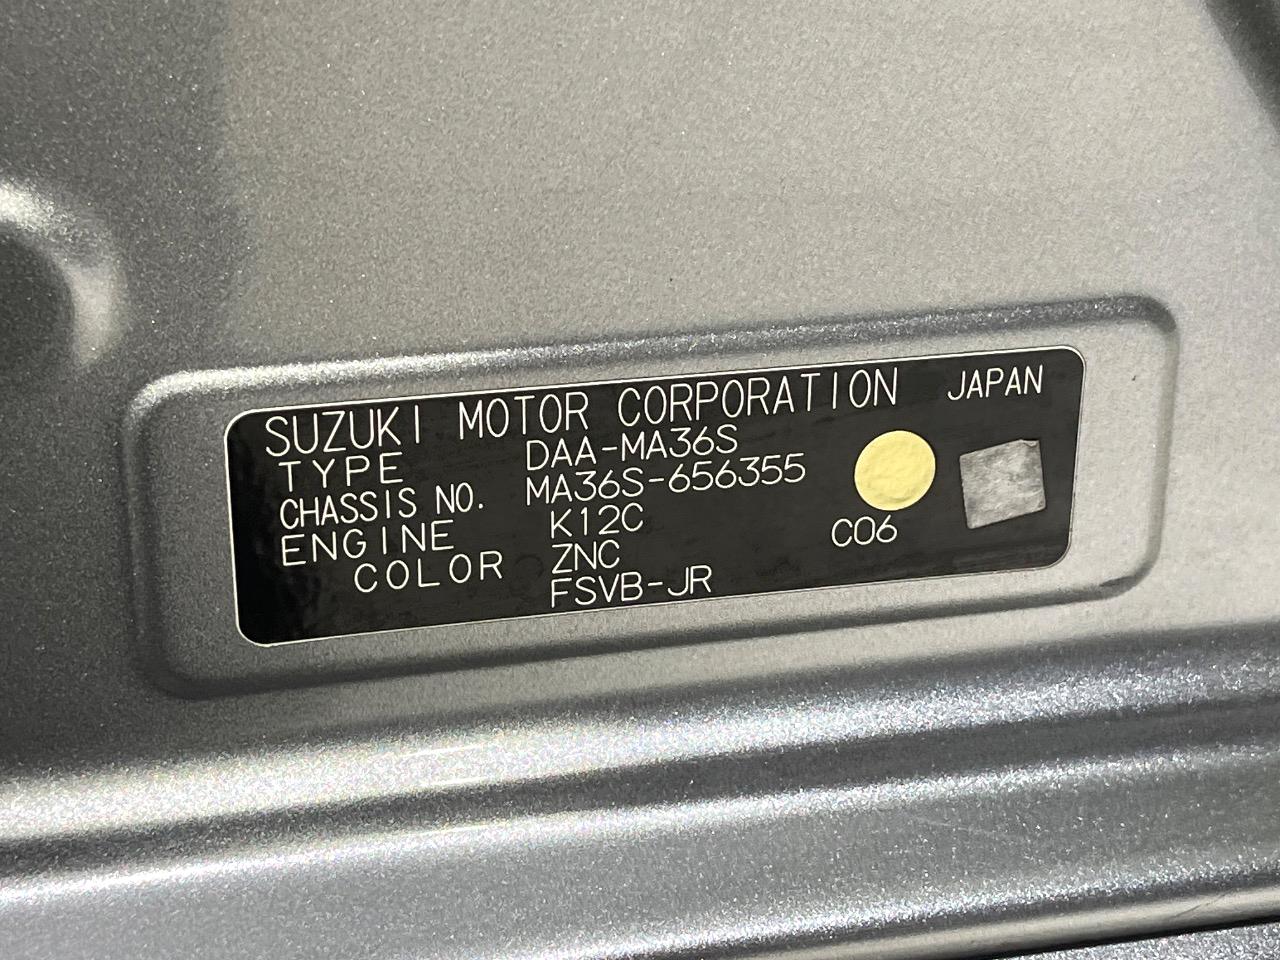 SUZUKI MOTOR CORPORATION JAPAN
TYPE DAA-MA36S
CHASSIS NO. MA36S-656355
ENGINE K12C C06
COLOR ZNC
FSVB-JR